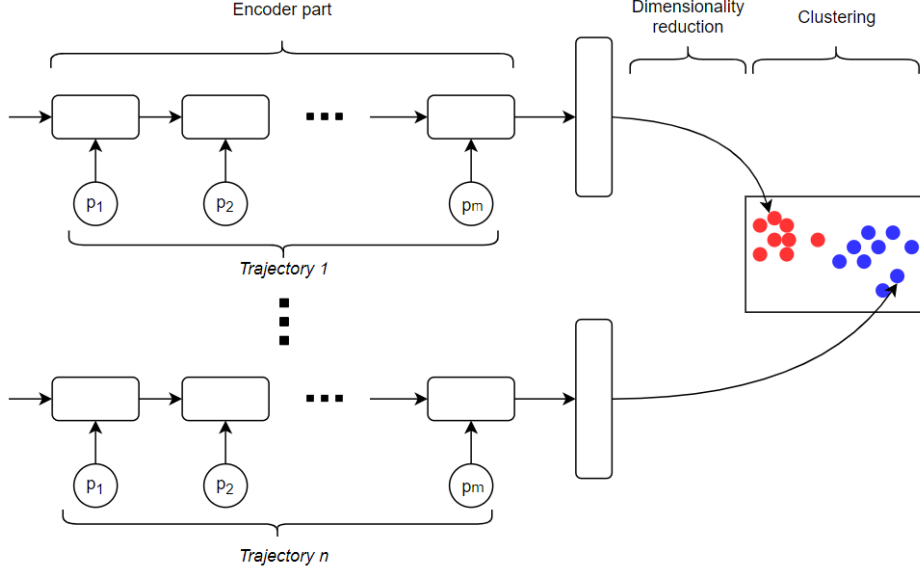 Encoder part
Dimensionality
reduction
Clustering
p1
p2
pm
Trajectory 1
p1
p2
pm
Trajectory n